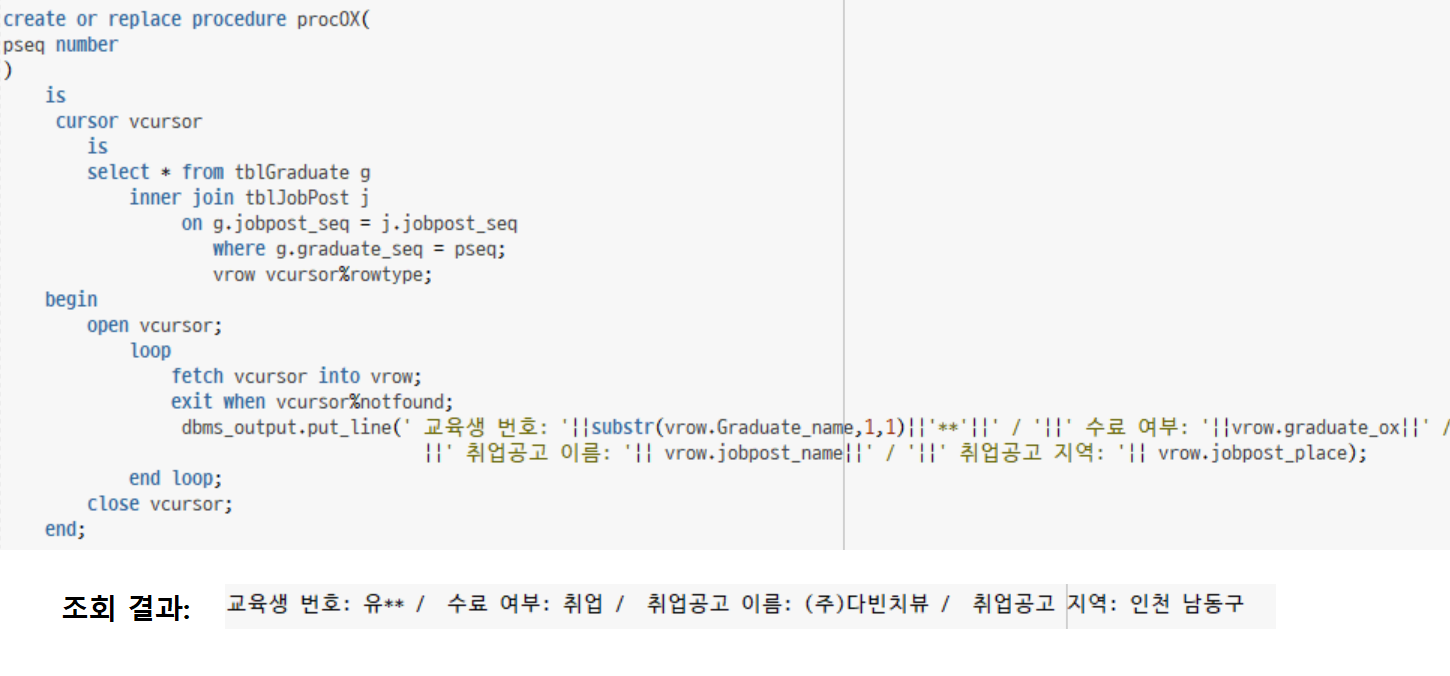 create or replace procedure procOX(
pseq number
)
is
cursor vcursor
is
select * from tblGraduate g
inner join tblJobPost j
on g.jobpost_seq = j.jobpost_seq
where g.graduate_seq = pseq;
vrow vcursor%rowtype;
begin
open vcursor;
loop
fetch vcursor into vrow;
exit when vcursor%notfound;
dbms_output.put_line(' 교육생 번호: '||substr(vrow.Graduate_name,1,1)||'**'||' / '||' 수료 여부: '||vrow.graduate_ox||' /
||' 취업공고 이름: '|| vrow.jobpost_name||' / '||' 취업공고 지역: '|| vrow.jobpost_place);
end loop;
close vcursor;
end;
조회 결과: 교육생 번호: 유** / 수료 여부: 취업 / 취업공고 이름: (주)다빈치뷰 / 취업공고 지역: 인천 남동구